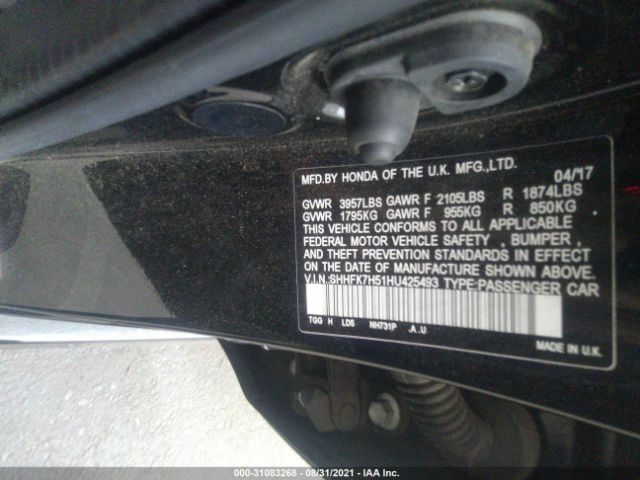 MFD.BY HONDA OF THE U.K. MFG.,LTD. 04/17
GVWR 3957LBS GAWR F 2105LBS R 1874LBS
GVWR 1795KG GAWR F 955KG R 850KG
THIS VEHICLE CONFORMS TO ALL APPLICABLE
FEDERAL MOTOR VEHICLE SAFETY , BUMPER ,
AND THEFT PREVENTION STANDARDS IN EFFECT
ON THE DATE OF MANUFACTURE SHOWN ABOVE.
V.I.N.:SHHFK7H51HU425493 TYPE:PASSENGER CAR
TGG H LD5 NH731P .A .U
MADE IN U.K.
000-31083268 - 08/31/2021 - IAA Inc.